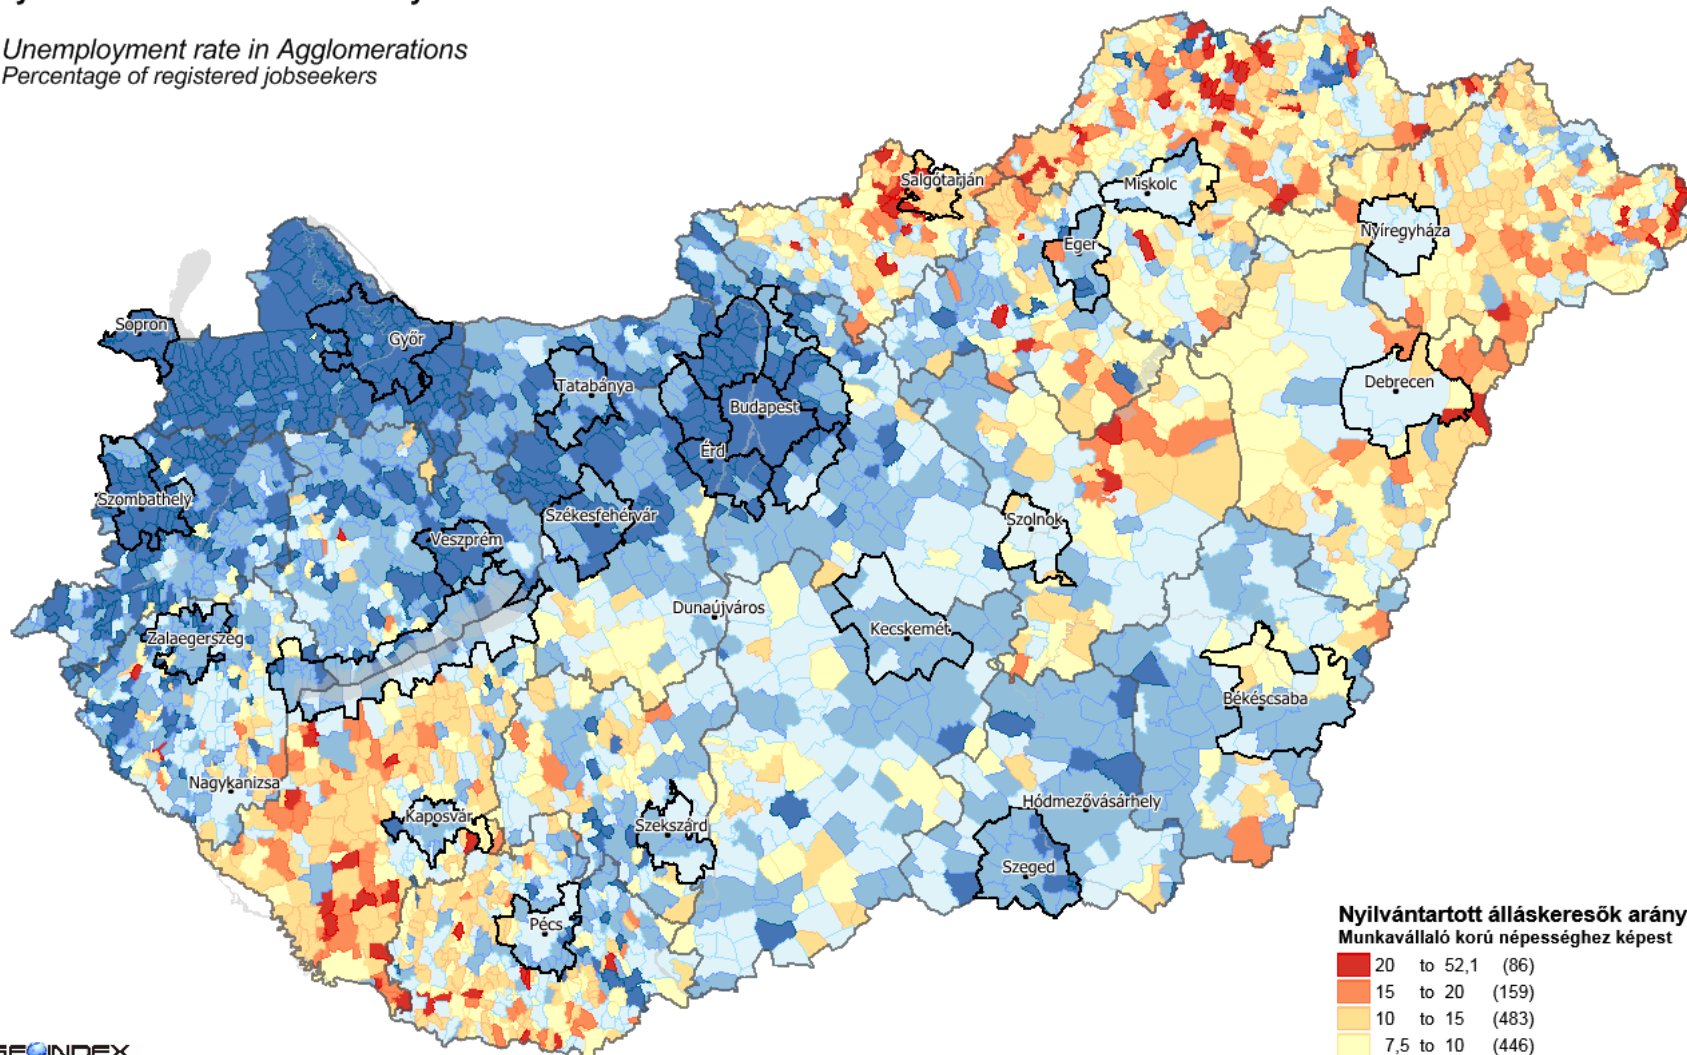 Unemployment rate in Agglomerations
Percentage of registered jobseekers
Salgótarján
Miskolc
Nyíregyháza
Eger
Sopron
Győr
Tatabánya
Budapest
Debrecen
Érd
Szombathely
Székesfehérvár
Szolnok
Veszprém
Dunaújváros
Kecskemét
Zalaegerszeg
Békéscsaba
Nagykanizsa
Hódmezővásárhely
Kaposvár
Szekszárd
Szeged
Pécs
Nyilvántartott álláskeresők arány
Munkavállaló korú népességhez képest
20 to 52,1 (86)
15 to 20 (159)
10 to 15 (483)
7,5 to 10 (446)